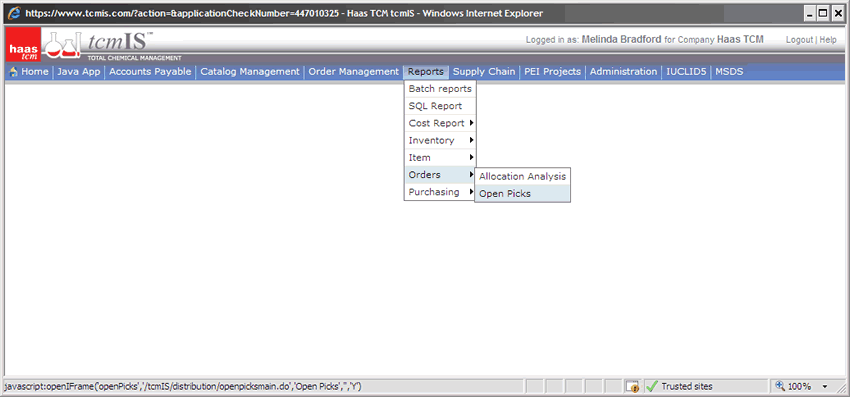 https://www.tcmis.com/?action=&applicationCheckNumber=447010325 - Haas TCM tcmIS - Windows Internet Explorer
haas
tcm
tcmIS™
TOTAL CHEMICAL MANAGEMENT
Logged in as: Melinda Bradford for Company Haas TCM
Logout | Help
Home | Java App | Accounts Payable | Catalog Management | Order Management | Reports | Supply Chain | PEI Projects | Administration | IUCLID5 | MSDS
Batch reports
SQL Report
Cost Report
Inventory
Item
Orders
Purchasing
Allocation Analysis
Open Picks
javascript:openIFrame('openPicks','/tcmIS/distribution/openpicksmain.do','Open Picks','','Y')
Trusted sites
100%